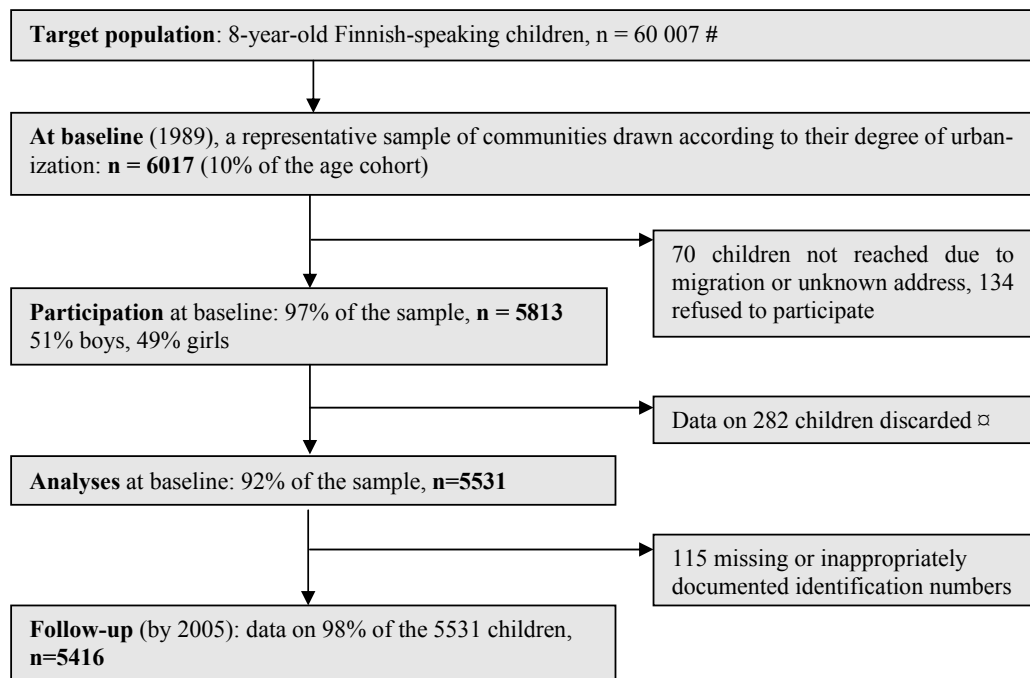 Target population: 8-year-old Finnish-speaking children, n = 60 007 #
At baseline (1989), a representative sample of communities drawn according to their degree of urban-
ization: n = 6017 (10% of the age cohort)
70 children not reached due to
migration or unknown address, 134
refused to participate
Participation at baseline: 97% of the sample, n = 5813
51% boys, 49% girls
Data on 282 children discarded ¤
Analyses at baseline: 92% of the sample, n=5531
115 missing or inappropriately
documented identification numbers
Follow-up (by 2005): data on 98% of the 5531 children,
n=5416